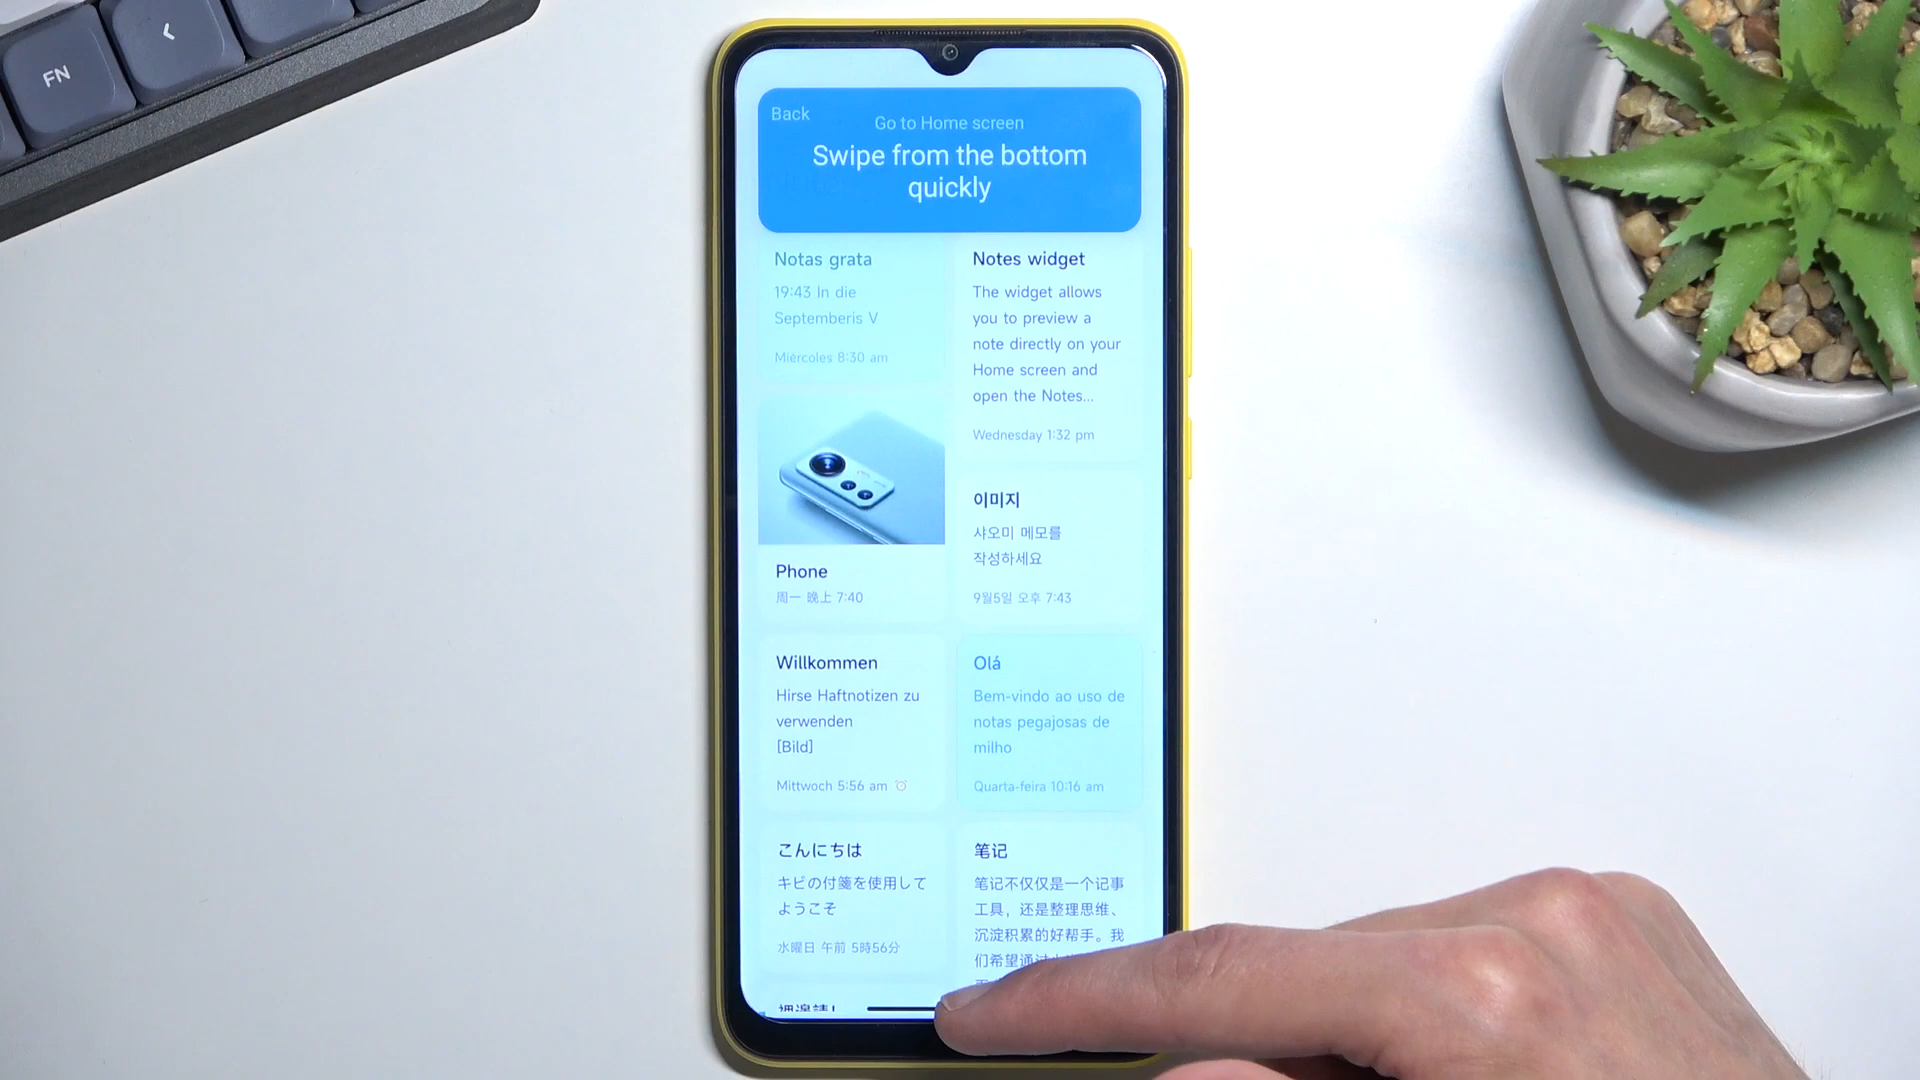 FN
Back
Go to Home screen
Swipe from the bottom
quickly
Notas grata
19:43 In die
Septemberis V
Miércoles 8:30 am
Phone
周一 晚上 7:40
Willkommen
Hirse Haftnotizen zu
verwenden
[Bild]
Mittwoch 5:56 am
こんにちは
キビの付箋を使用して
ようこそ
水曜日 午前 5時56分
Notes widget
The widget allows
you to preview a
note directly on your
Home screen and
open the Notes...
Wednesday 1:32 pm
이미지
샤오미 메모를
작성하세요
9월5일 오후 7:43
Olá
Bem-vindo ao uso de
notas pegajosas de
milho
Quarta-feira 10:16 am
笔记
笔记不仅仅是一个记事
工具，还是整理思维、
沉淀积累的好帮手。我
们希望通过